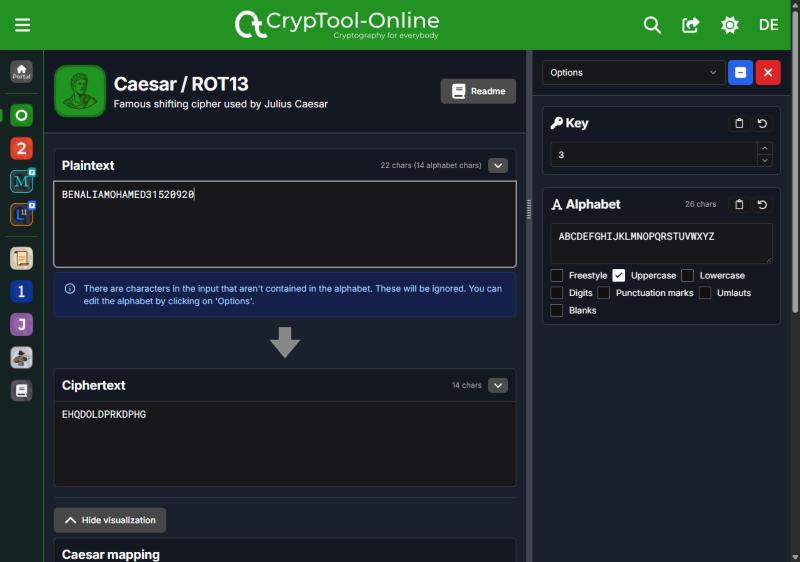 CrypTool-Online
Cryptography for everybody
DE
Portal
Caesar / ROT13
Famous shifting cipher used by Julius Caesar
Readme
Plaintext
22 chars (14 alphabet chars)
BENALIAMOHAMED31520920
There are characters in the input that aren't contained in the alphabet. These will be ignored. You can
edit the alphabet by clicking on 'Options'.
Ciphertext
14 chars
EHQDOLDPRKDPHG
Hide visualization
Caesar mapping
Options
Key
3
Alphabet
26 chars
ABCDEFGHIJKLMNOPQRSTUVWXYZ
Freestyle Uppercase Lowercase
Digits Punctuation marks Umlauts
Blanks
2
M
L
1
J